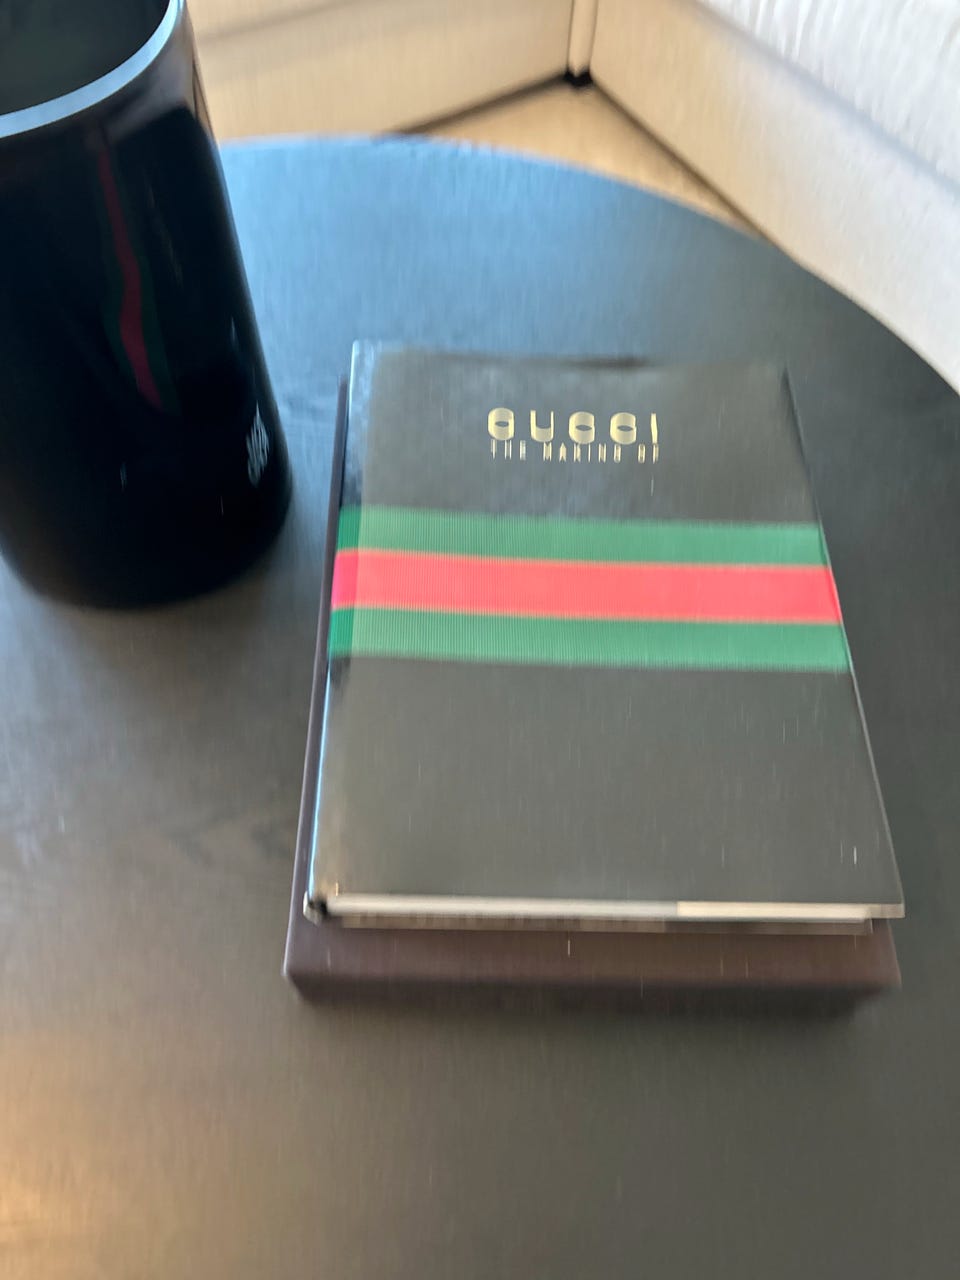 GUCCI
THE MAKING OF